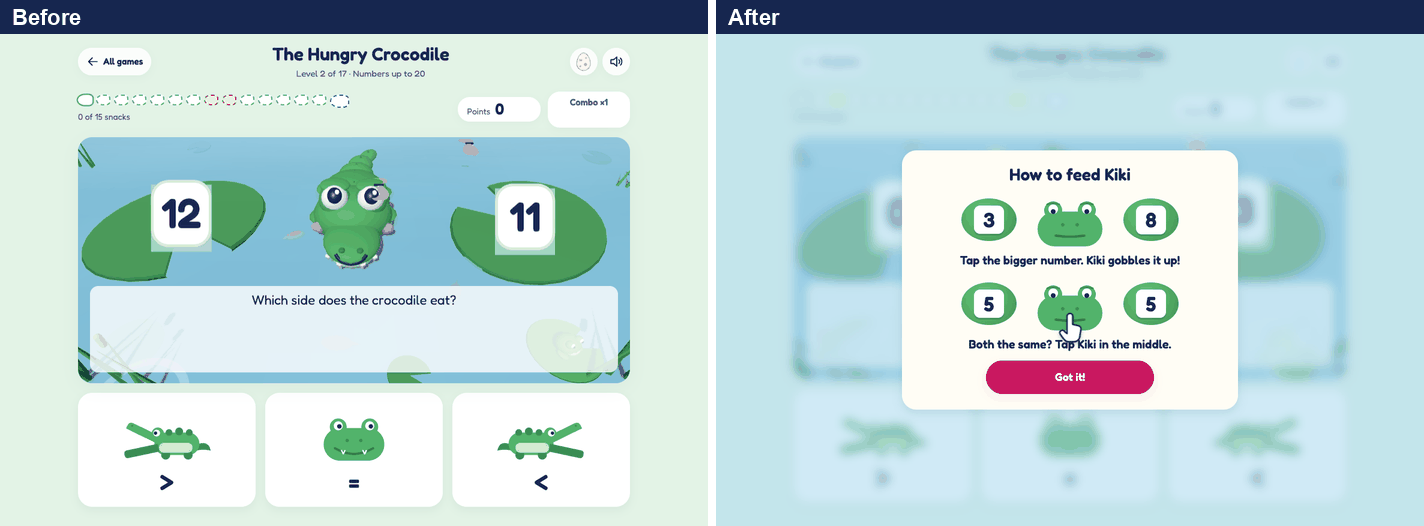 Before
All games
The Hungry Crocodile
Level 2 of 17 · Numbers up to 20
0 of 15 snacks
Points 0
Combo ×1
12
11
Which side does the crocodile eat?
>
=
<
After
The Hungry Crocodile
How to feed Kiki
3
8
Tap the bigger number. Kiki gobbles it up!
5
5
Both the same? Tap Kiki in the middle.
Got it!